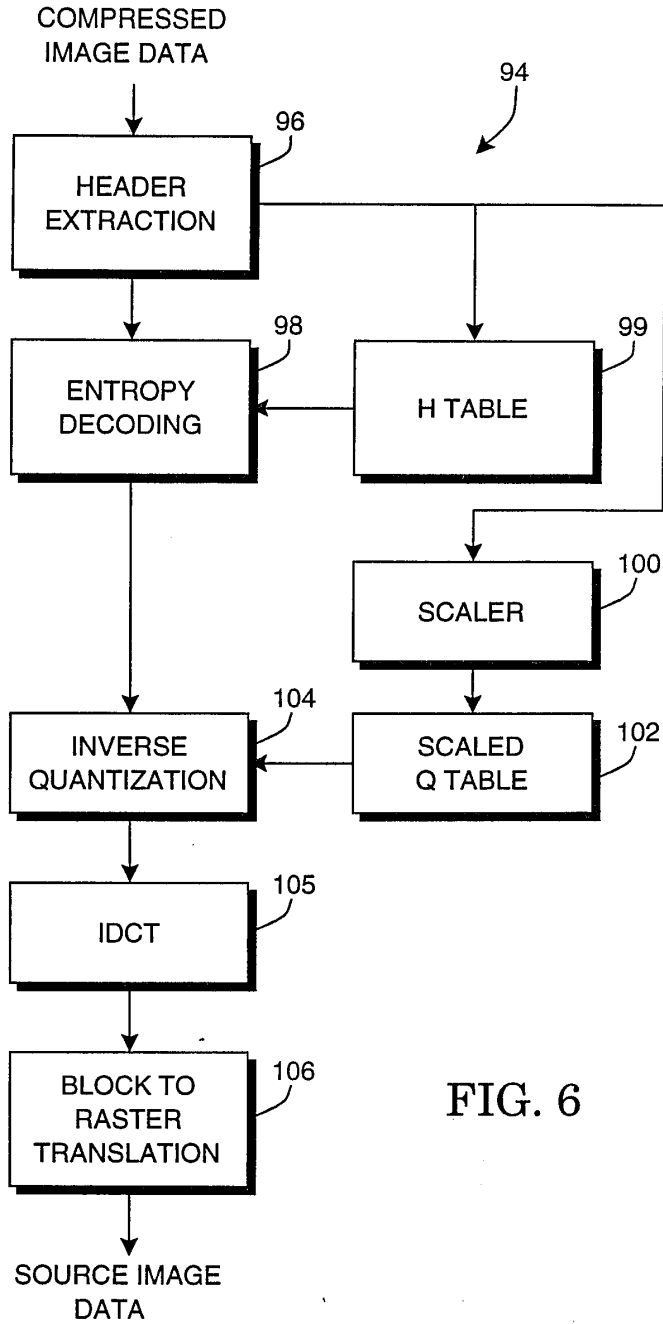 COMPRESSED
IMAGE DATA
94
96
HEADER
EXTRACTION
98
99
ENTROPY
DECODING
H TABLE
100
SCALER
104
102
INVERSE
QUANTIZATION
SCALED
Q TABLE
105
IDCT
106
BLOCK TO
RASTER
TRANSLATION
FIG. 6
SOURCE IMAGE
DATA